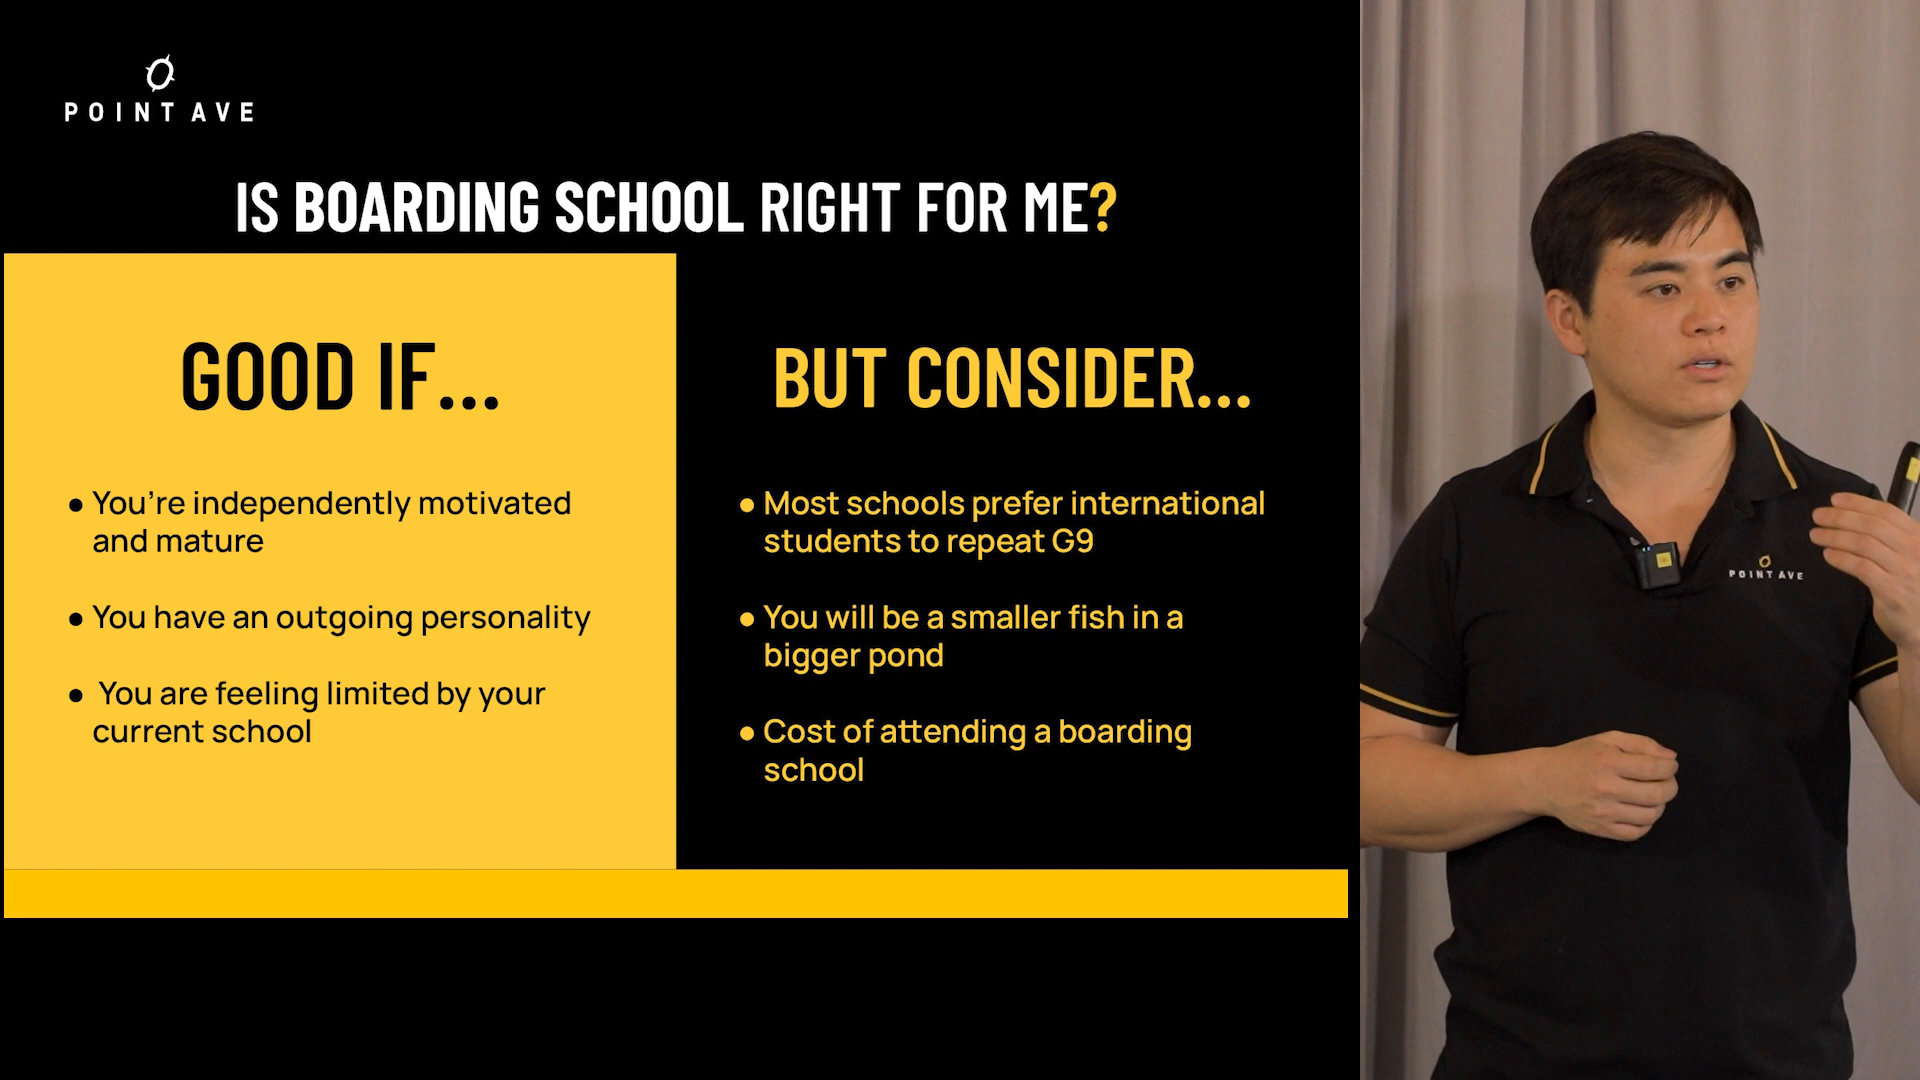 POINT AVE
IS BOARDING SCHOOL RIGHT FOR ME?
GOOD IF...
● You're independently motivated
and mature
● You have an outgoing personality
● You are feeling limited by your
current school
BUT CONSIDER...
● Most schools prefer international
students to repeat G9
● You will be a smaller fish in a
bigger pond
● Cost of attending a boarding
school
POINT AVE